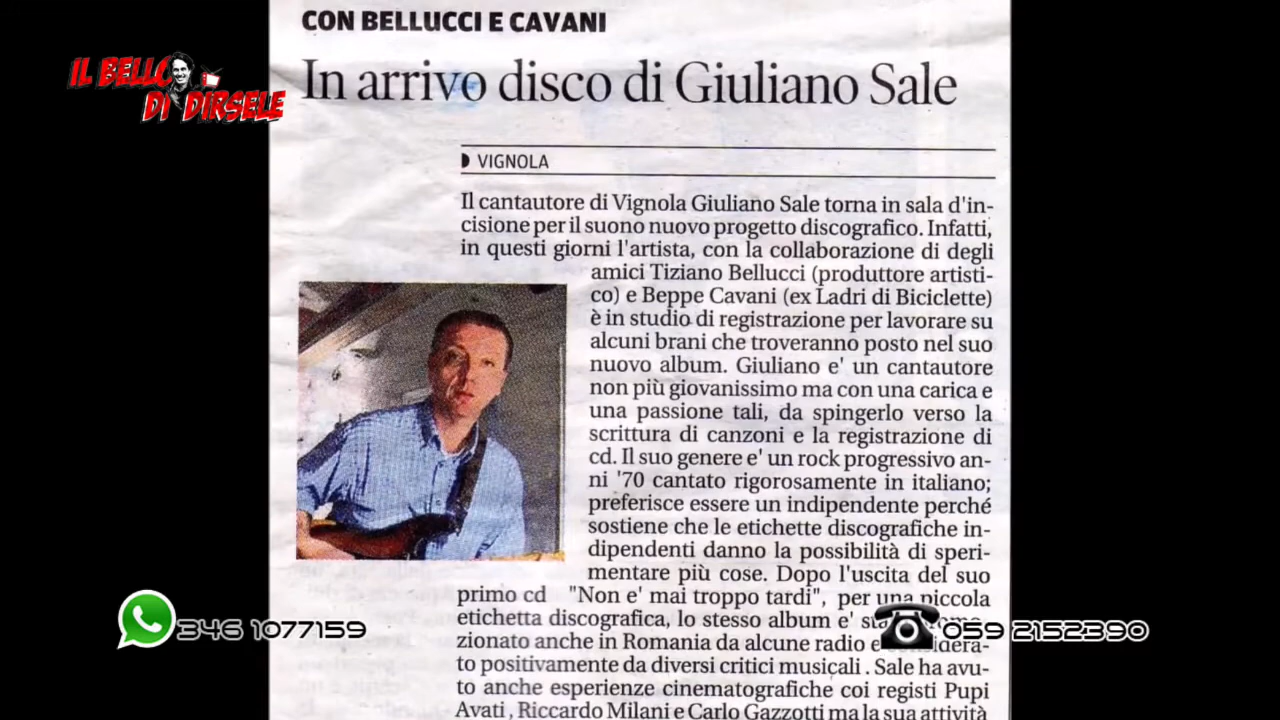 CON BELLUCCI E CAVANI
In arrivo disco di Giuliano Sale
IL BELLO
DI DIRSELE
VIGNOLA
Il cantautore di Vignola Giuliano Sale torna in sala d'in-
cisione per il suono nuovo progetto discografico. Infatti,
in questi giorni l'artista, con la collaborazione di degli
amici Tiziano Bellucci (produttore artisti-
co) e Beppe Cavani (ex Ladri di Biciclette)
è in studio di registrazione per lavorare su
alcuni brani che troveranno posto nel suo
nuovo album. Giuliano e' un cantautore
non più giovanissimo ma con una carica e
una passione tali, da spingerlo verso la
scrittura di canzoni e la registrazione di
cd. Il suo genere e' un rock progressivo an-
ni '70 cantato rigorosamente in italiano;
preferisce essere un indipendente perché
sostiene che le etichette discografiche in-
dipendenti danno la possibilità di speri-
mentare più cose. Dopo l'uscita del suo
primo cd "Non e' mai troppo tardi", per una piccola
etichetta discografica, lo stesso album e'
zionato anche in Romania da alcune radio e considera-
to positivamente da diversi critici musicali . Sale ha avu-
to anche esperienze cinematografiche coi registi Pupi
Avati , Riccardo Milani e Carlo Gazzotti ma la sua attività
346 1077159
059 2152390